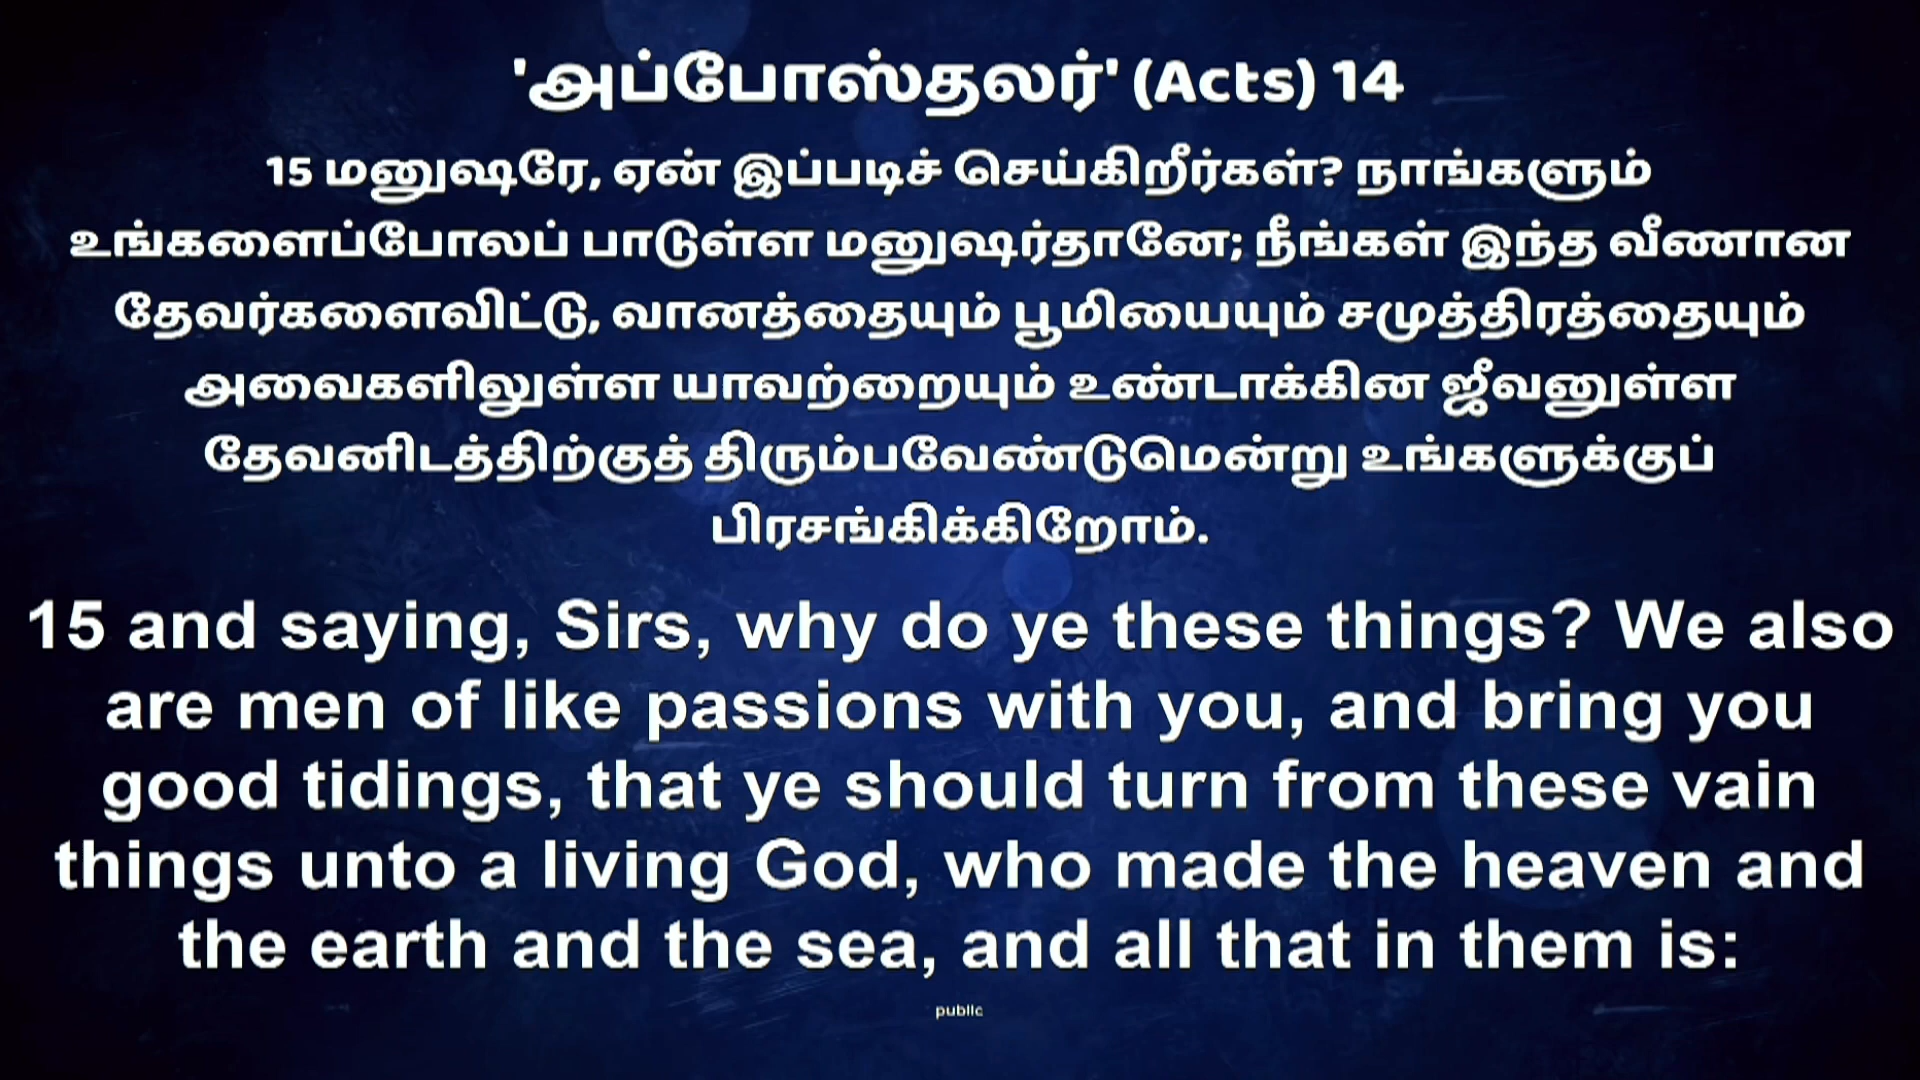 'அப்போஸ்தலர்' (Acts) 14
15 மனுஷரே, ஏன் இப்படிச் செய்கிறீர்கள்? நாங்களும்
உங்களைப்போலப் பாடுள்ள மனுஷர்தானே; நீங்கள் இந்த வீணான
தேவர்களைவிட்டு, வானத்தையும் பூமியையும் சமுத்திரத்தையும்
அவைகளிலுள்ள யாவற்றையும் உண்டாக்கின ஜீவனுள்ள
தேவனிடத்திற்குத் திரும்பவேண்டுமென்று உங்களுக்குப்
பிரசங்கிக்கிறோம்.
15 and saying, Sirs, why do ye these things? We also
are men of like passions with you, and bring you
good tidings, that ye should turn from these vain
things unto a living God, who made the heaven and
the earth and the sea, and all that in them is:
public